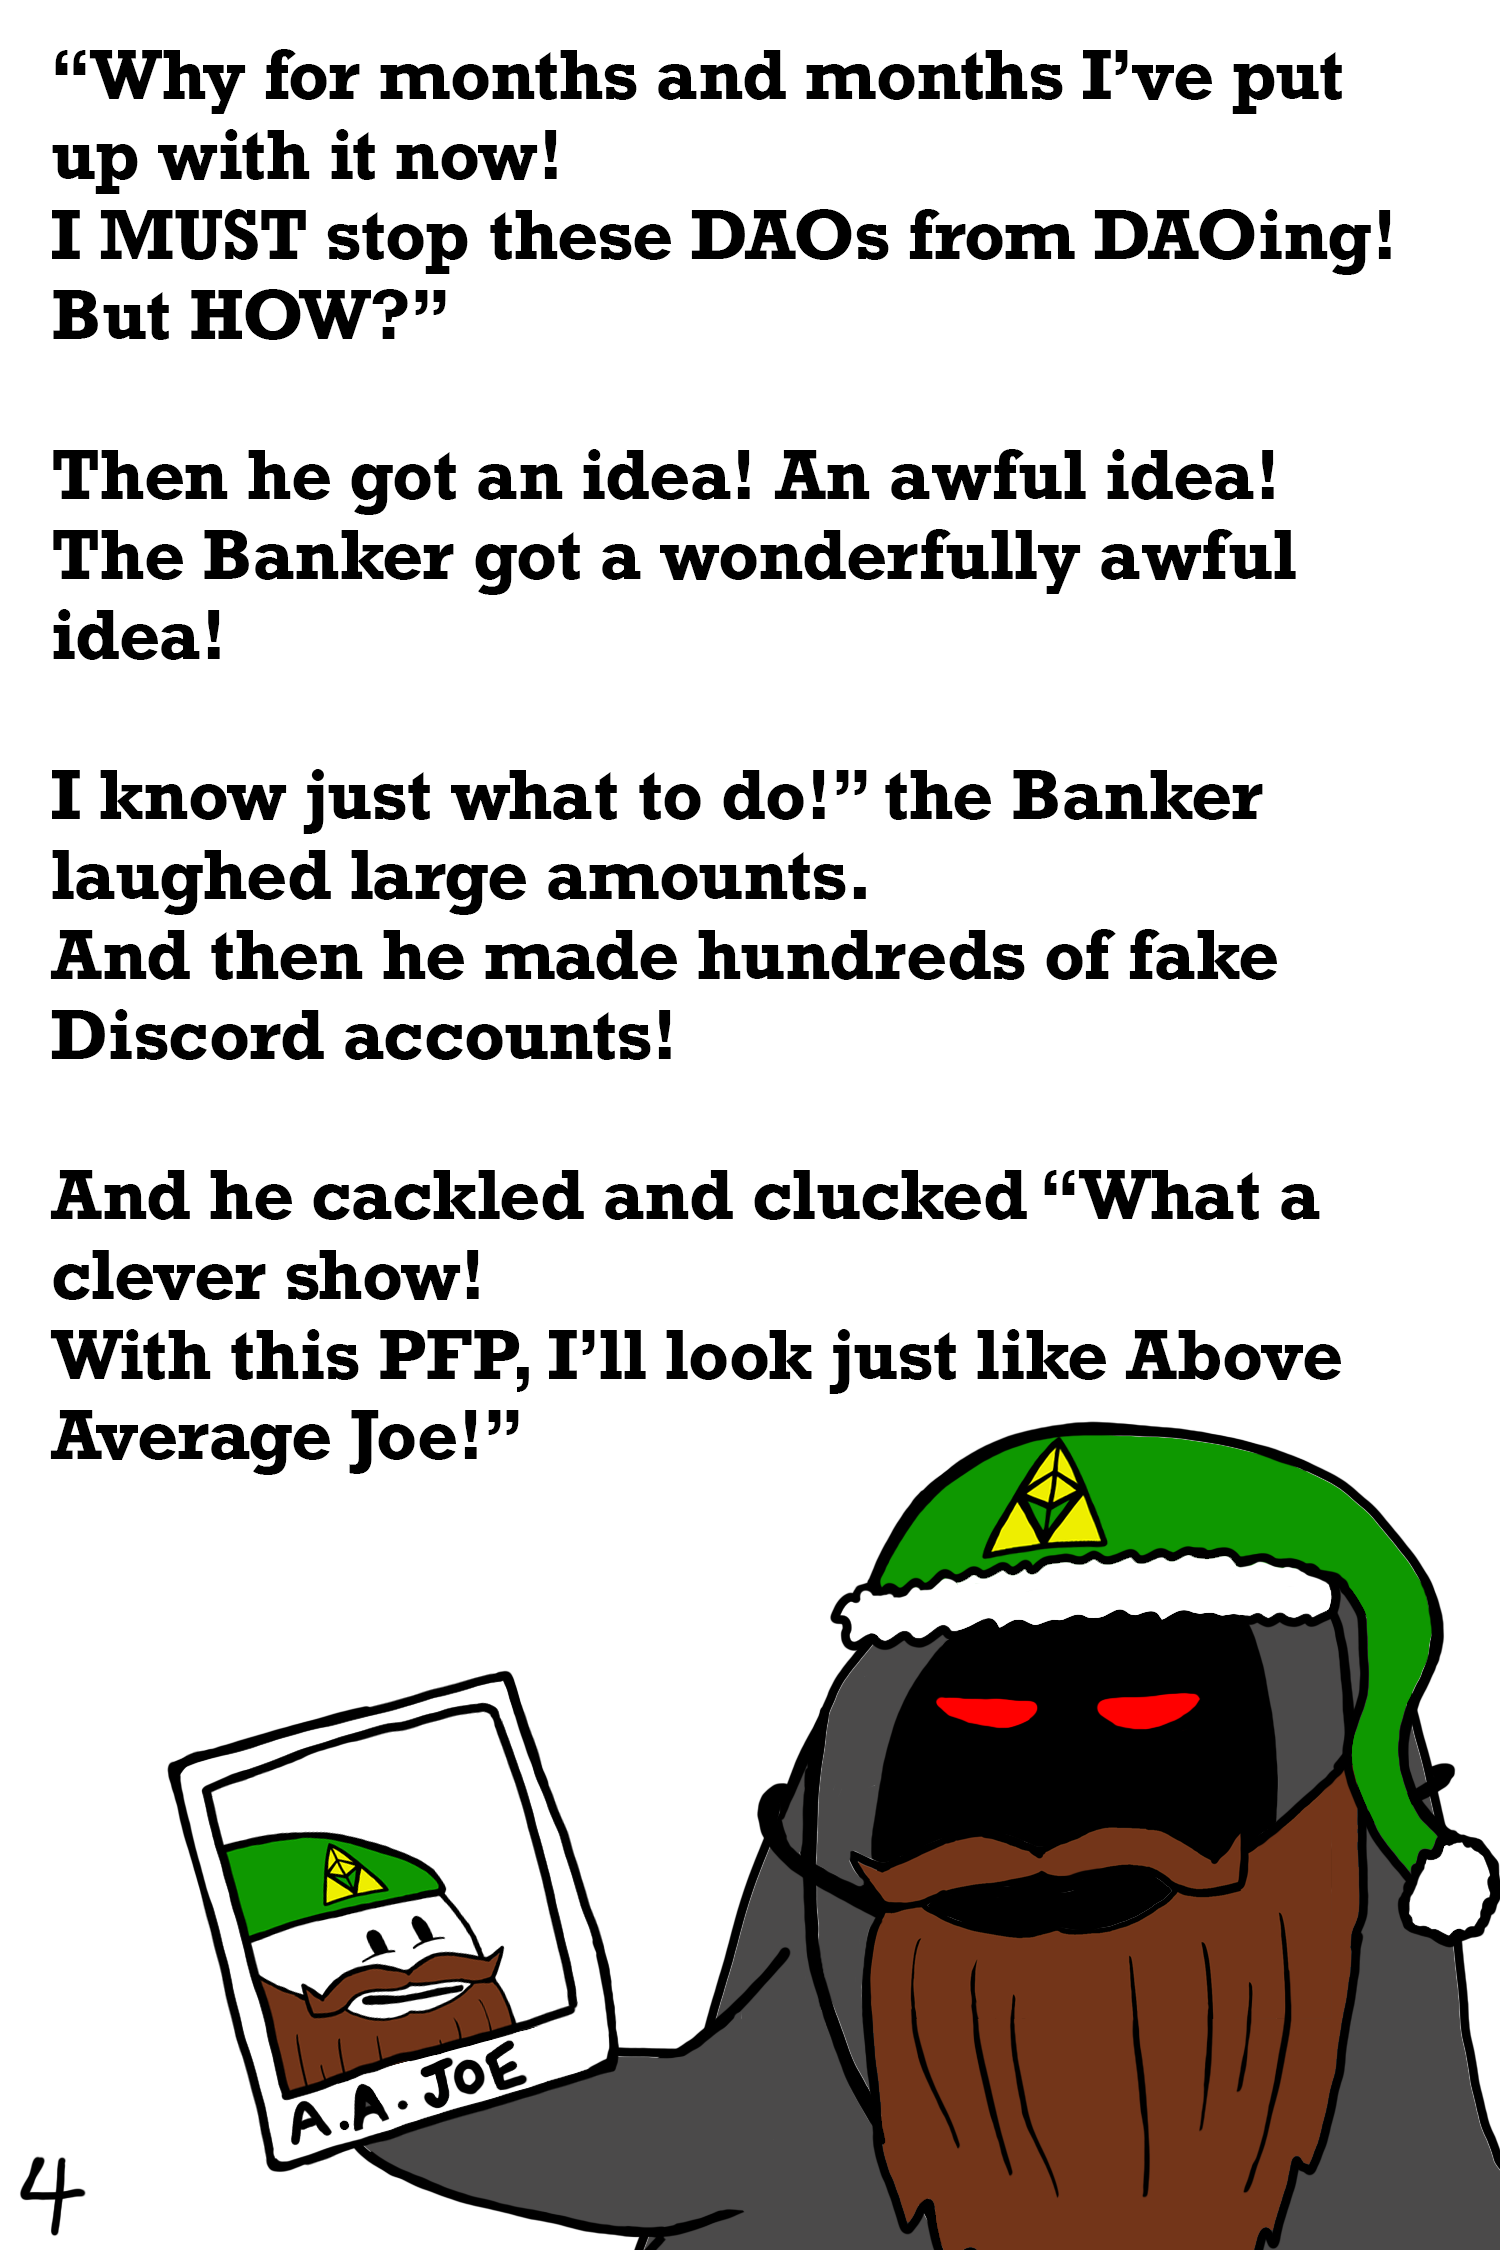 “Why for months and months I’ve put
up with it now!
I MUST stop these DAOs from DAOing!
But HOW?”
Then he got an idea! An awful idea!
The Banker got a wonderfully awful
idea!
I know just what to do!” the Banker
laughed large amounts.
And then he made hundreds of fake
Discord accounts!
And he cackled and clucked “What a
clever show!
With this PFP, I’ll look just like Above
Average Joe!”
A.A. JOE
4